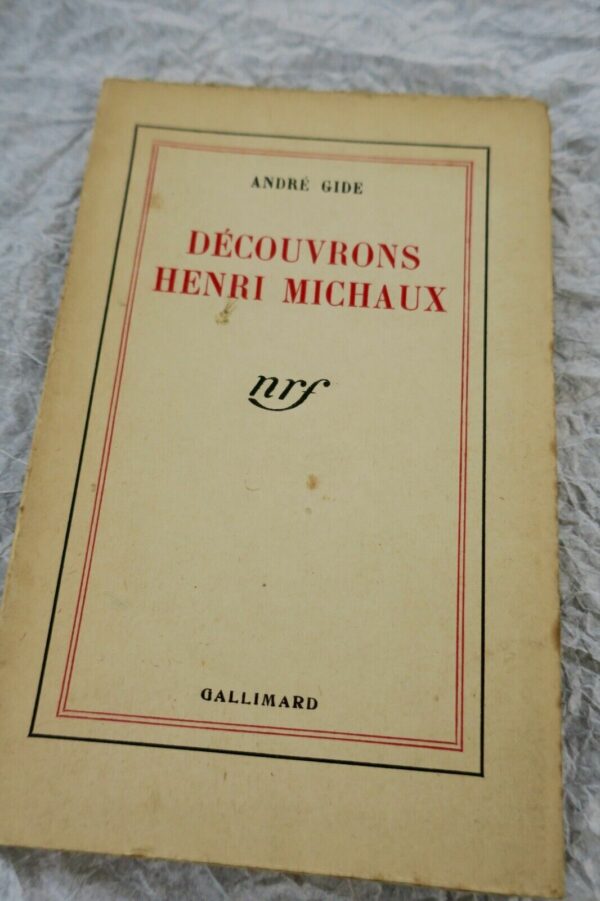 ANDRÉ GIDE
DÉCOUVRONS
HENRI MICHAUX
nrf
GALLIMARD